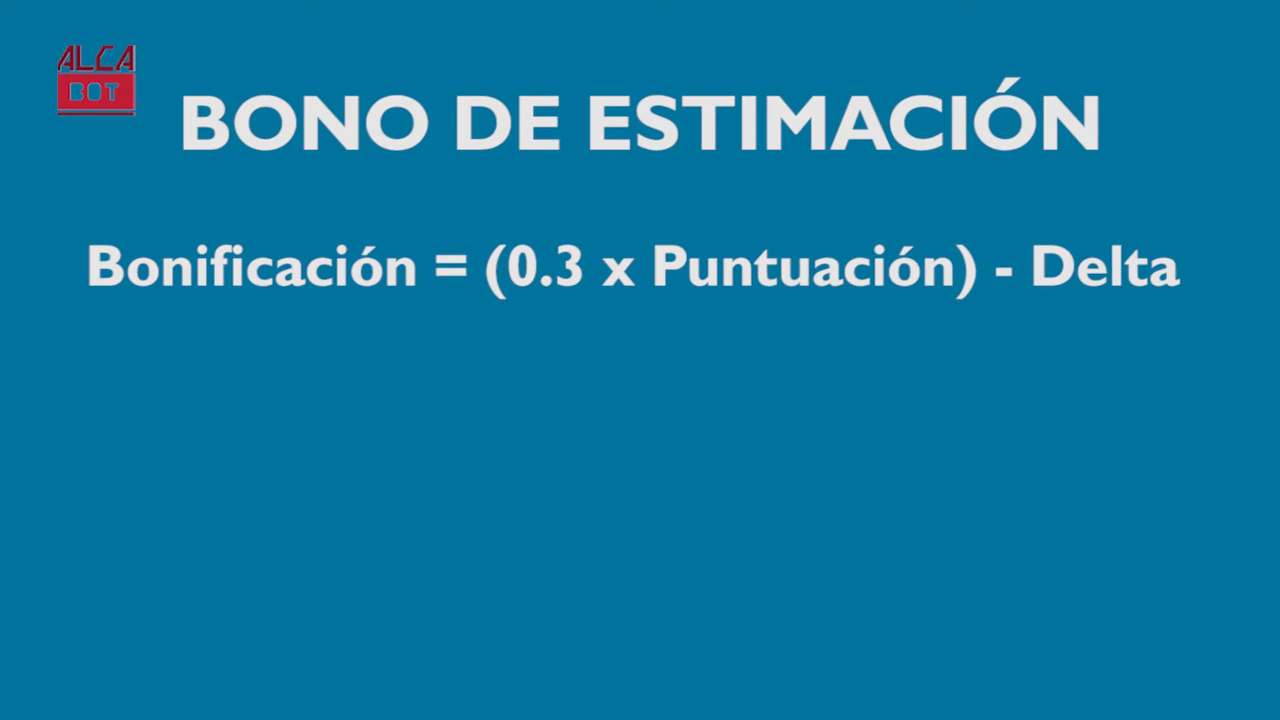 ALCA
BOT
BONO DE ESTIMACIÓN
Bonificación = (0.3 x Puntuación) - Delta